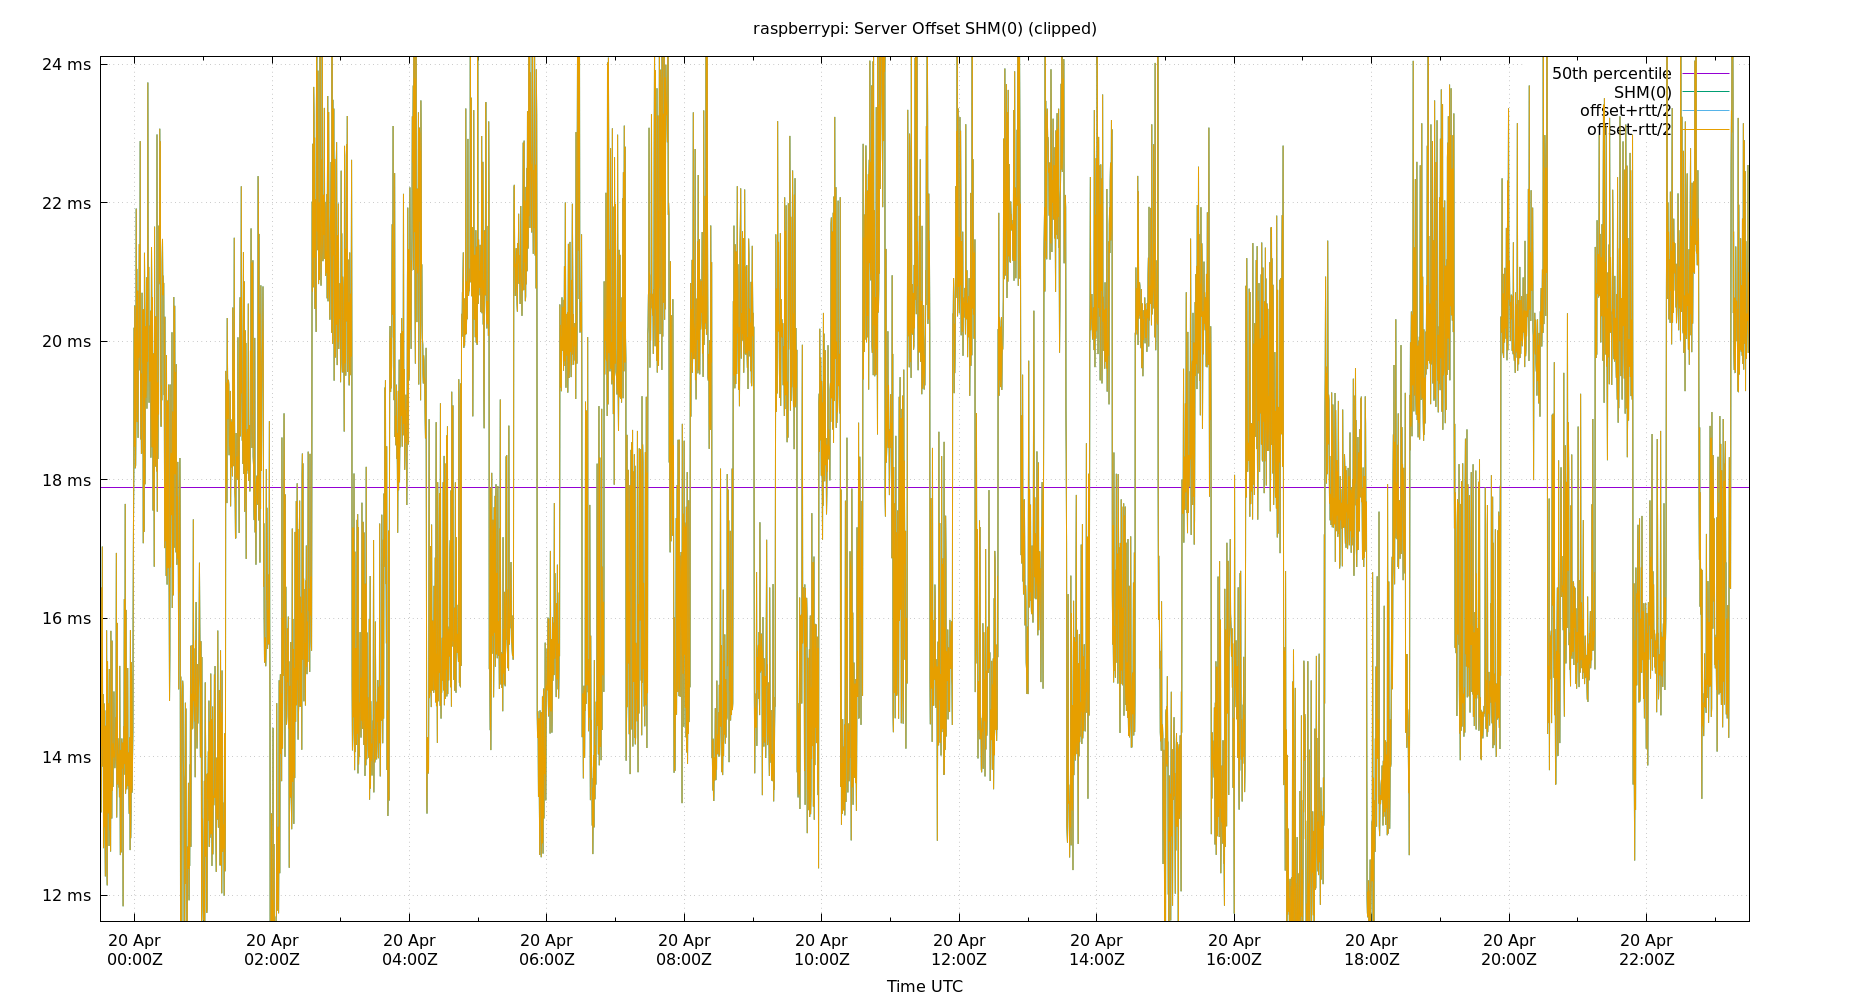 raspberrypi: Server Offset SHM(0) (clipped)
24 ms
22 ms
20 ms
18 ms
16 ms
14 ms
12 ms
50th percentile
SHM(0)
offset+rtt/2
offset-rtt/2
20 Apr 20 Apr 20 Apr 20 Apr 20 Apr 20 Apr 20 Apr 20 Apr 20 Apr 20 Apr 20 Apr 20 Apr
00:00Z 02:00Z 04:00Z 06:00Z 08:00Z 10:00Z 12:00Z 14:00Z 16:00Z 18:00Z 20:00Z 22:00Z
Time UTC